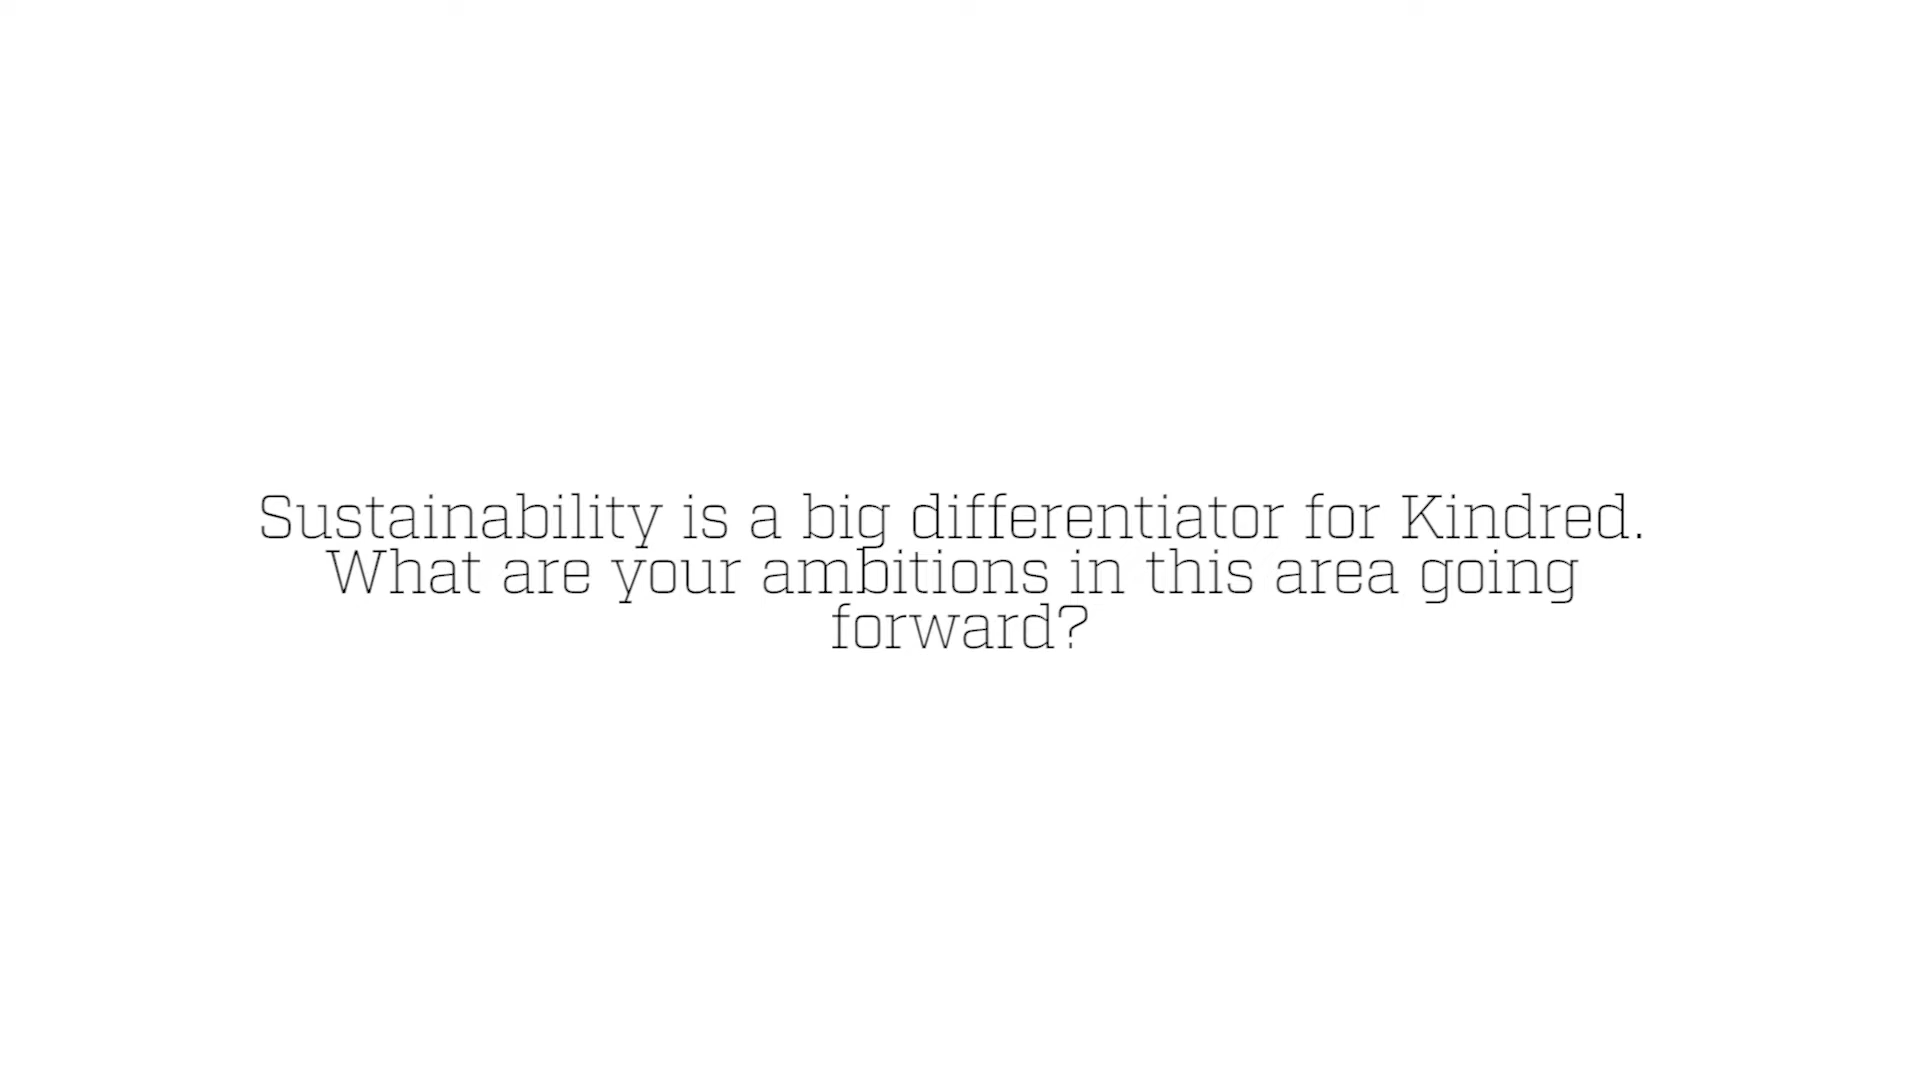 Sustainability is a big differentiator for Kindred.
What are your ambitions in this area going
forward?